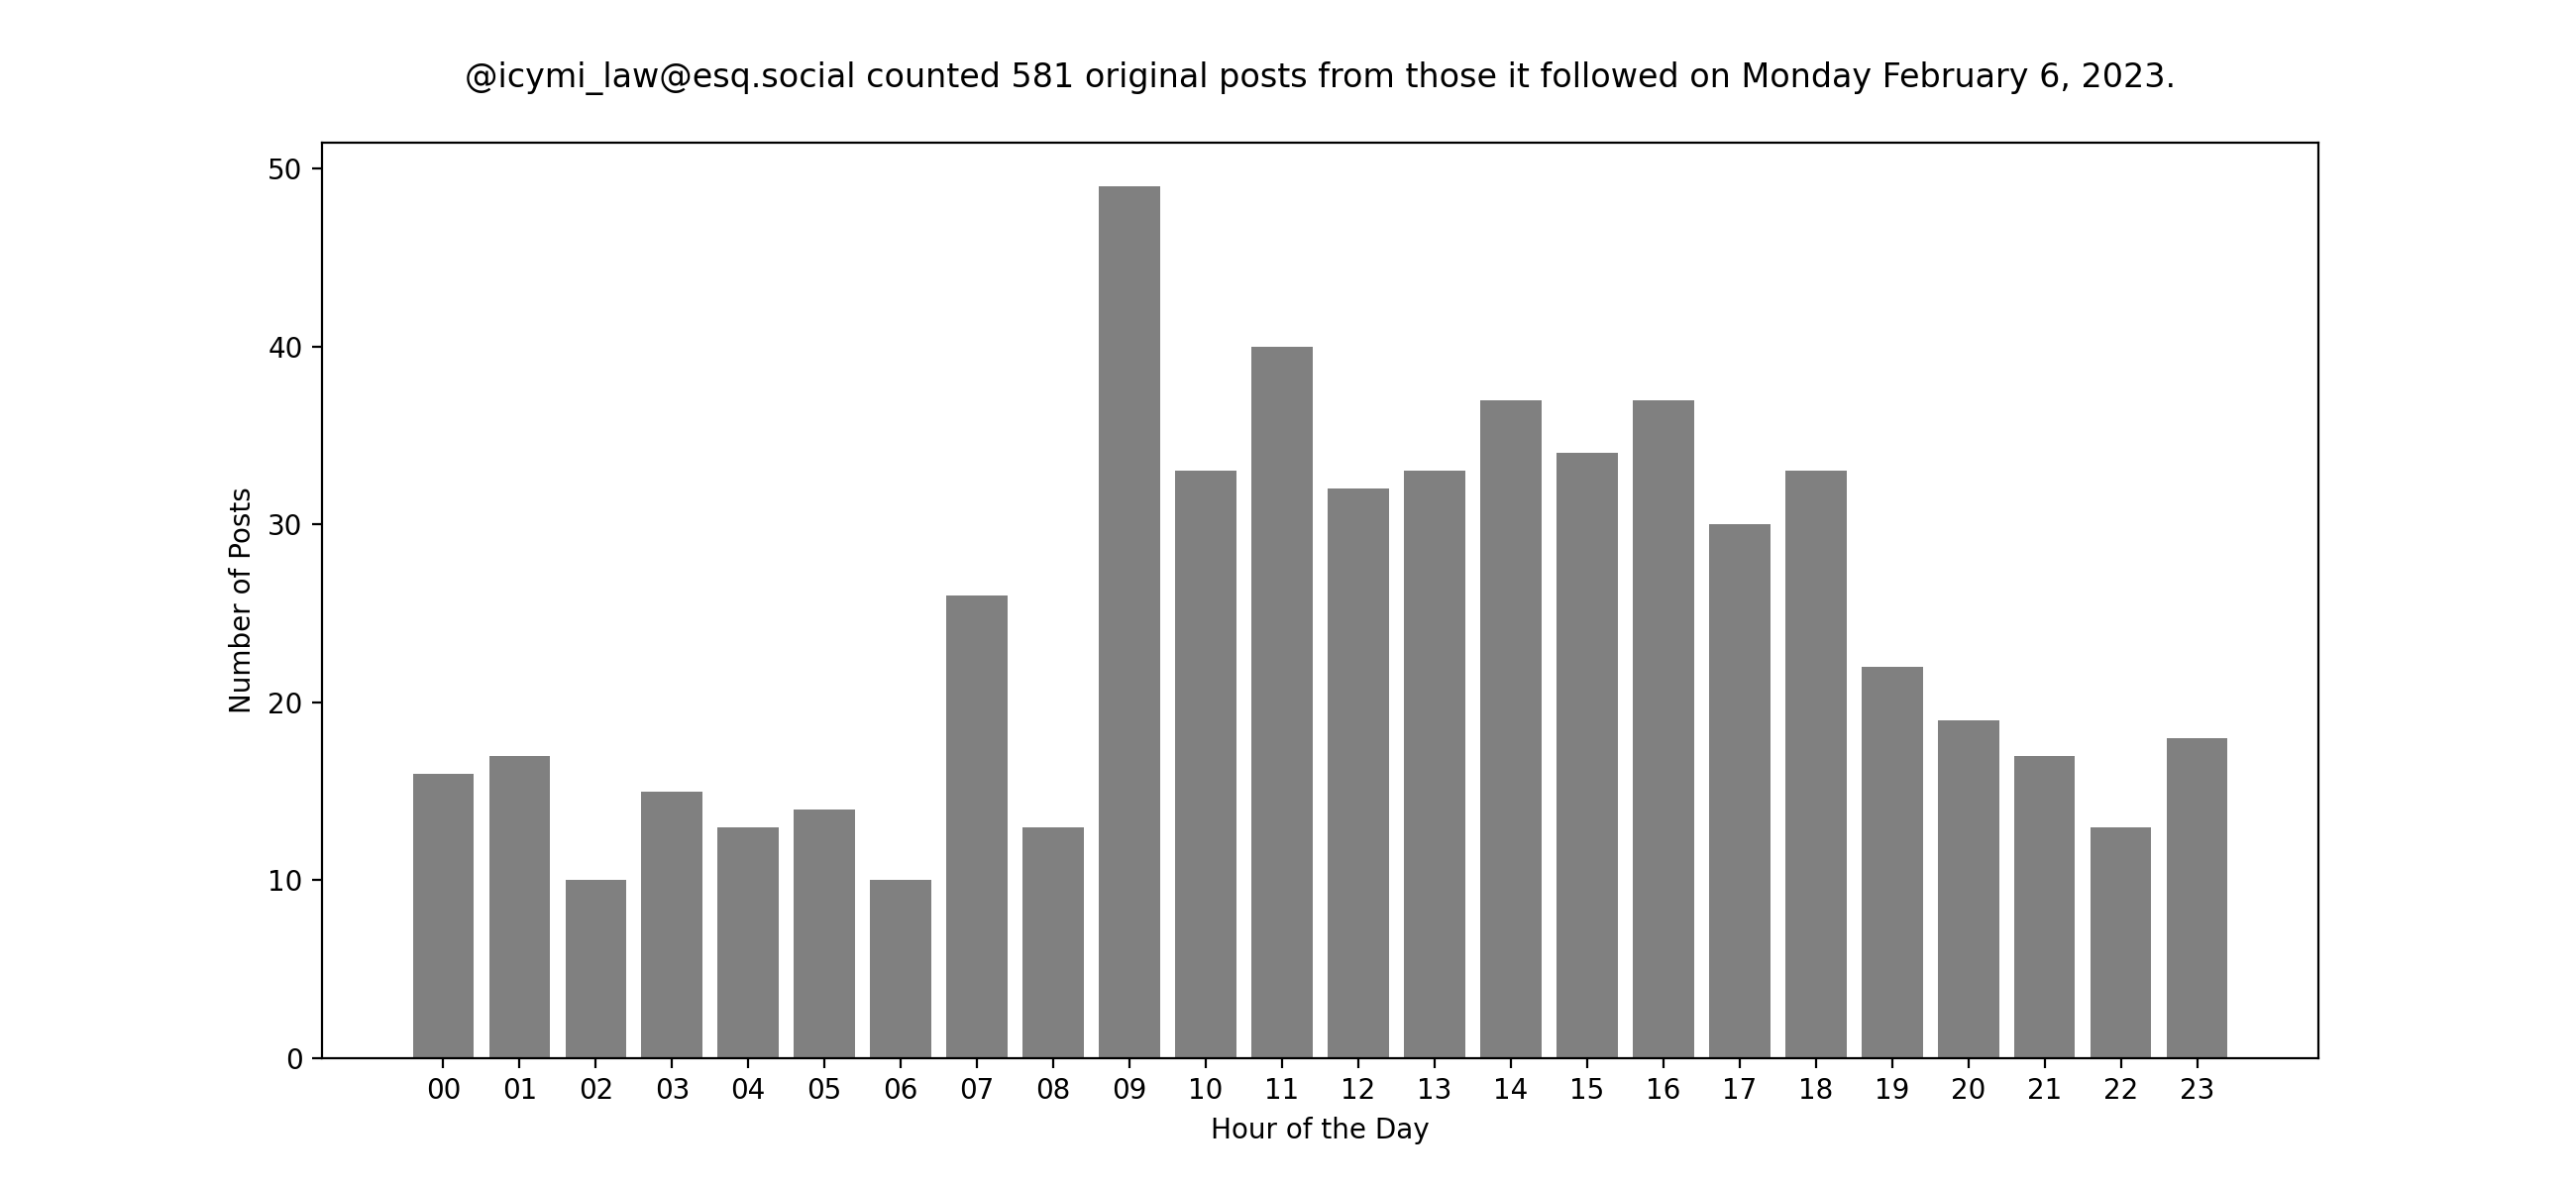 @icymi_law@esq.social counted 581 original posts from those it followed on Monday February 6, 2023.
50
40
30
20
10
0
Number of Posts
00 01 02 03 04 05 06 07 08 09 10 11 12 13 14 15 16 17 18 19 20 21 22 23
Hour of the Day